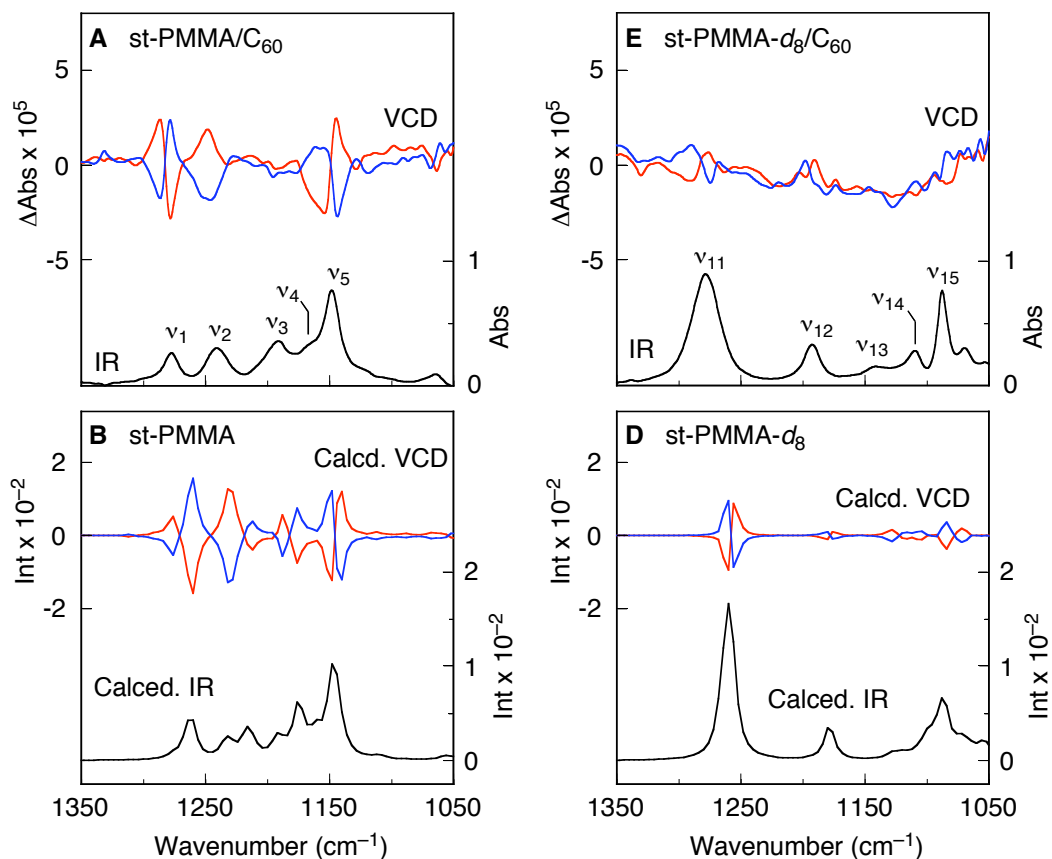 A st-PMMA/C60
5
0
-5
ΔAbs x 10⁵
VCD
1
0
Abs
IR
ν1
ν2
ν3
ν4
ν5
E st-PMMA-d8/C60
5
0
-5
ΔAbs x 10⁵
VCD
1
0
Abs
IR
ν11
ν12
ν13
ν14
ν15
B st-PMMA
2
0
-2
Int x 10⁻²
Calcd. VCD
2
1
0
Int x 10⁻²
Calced. IR
1350
1250
1150
1050
Wavenumber (cm⁻¹)
D st-PMMA-d8
2
0
-2
Int x 10⁻²
Calcd. VCD
2
1
0
Int x 10⁻²
Calced. IR
1350
1250
1150
1050
Wavenumber (cm⁻¹)